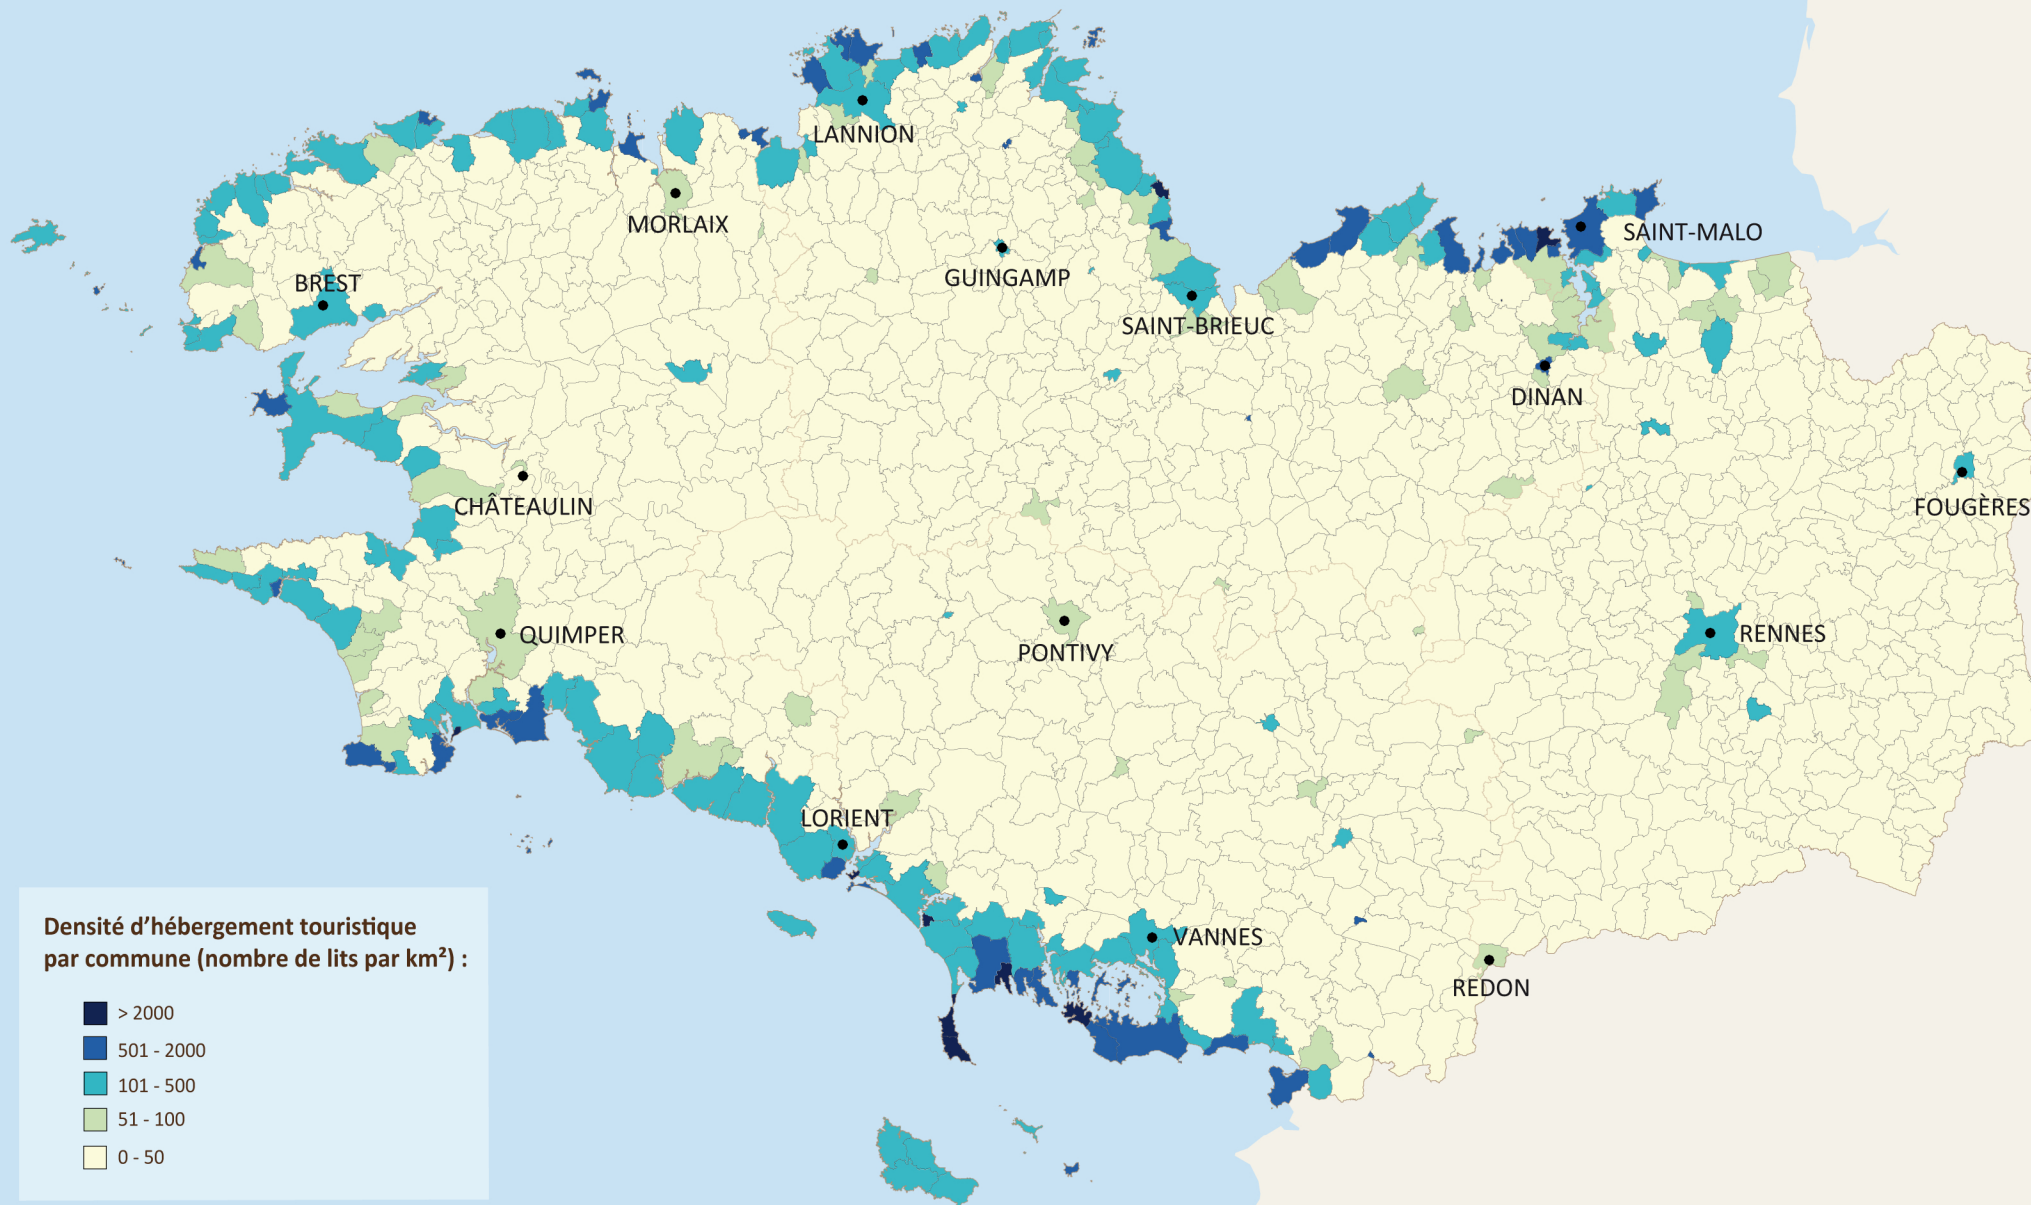 LANNION
MORLAIX
SAINT-MALO
GUINGAMP
BREST
SAINT-BRIEUC
DINAN
CHÂTEAULIN
FOUGÈRES
QUIMPER
RENNES
PONTIVY
LORIENT
VANNES
REDON
Densité d’hébergement touristique
par commune (nombre de lits par km²) :
> 2000
501 - 2000
101 - 500
51 - 100
0 - 50